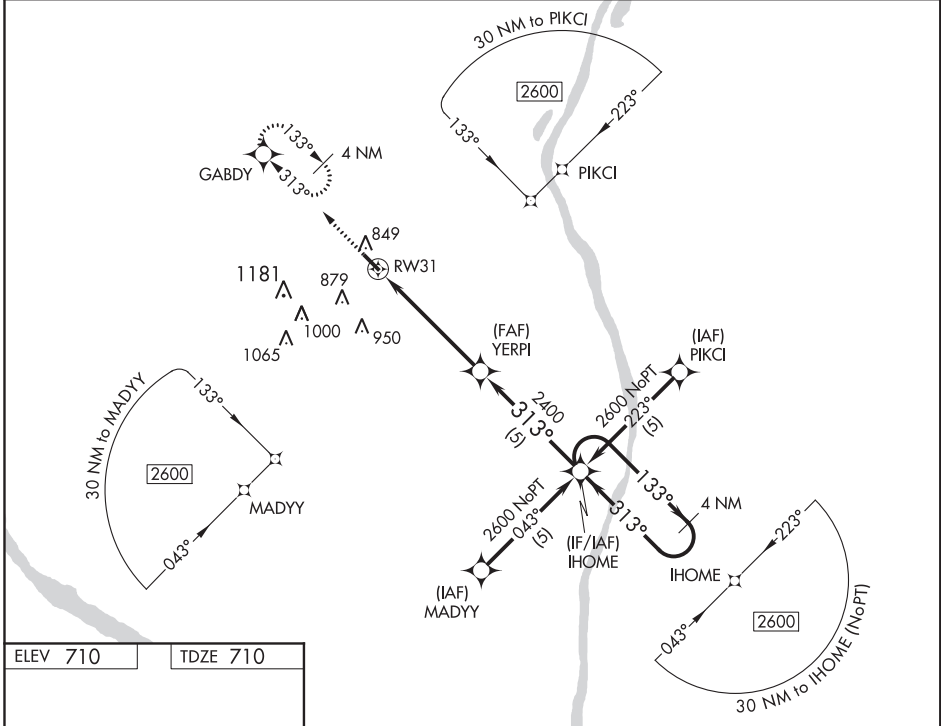 30 NM to PIKCI
2600
133°
223°
PIKCI
133°
4 NM
313°
GABDY
849
RW31
1181
879
1000
950
1065
(FAF)
YERPI
(IAF)
PIKCI
2400
313°
(5)
2600 NoPT
223°
(5)
30 NM to MADYY
133°
2600
MADYY
043°
2600 NoPT
043°
(5)
133°
4 NM
313°
(IF/IAF)
IHOME
(IAF)
MADYY
IHOME
223°
043°
2600
30 NM to IHOME (NoPT)
ELEV 710
TDZE 710